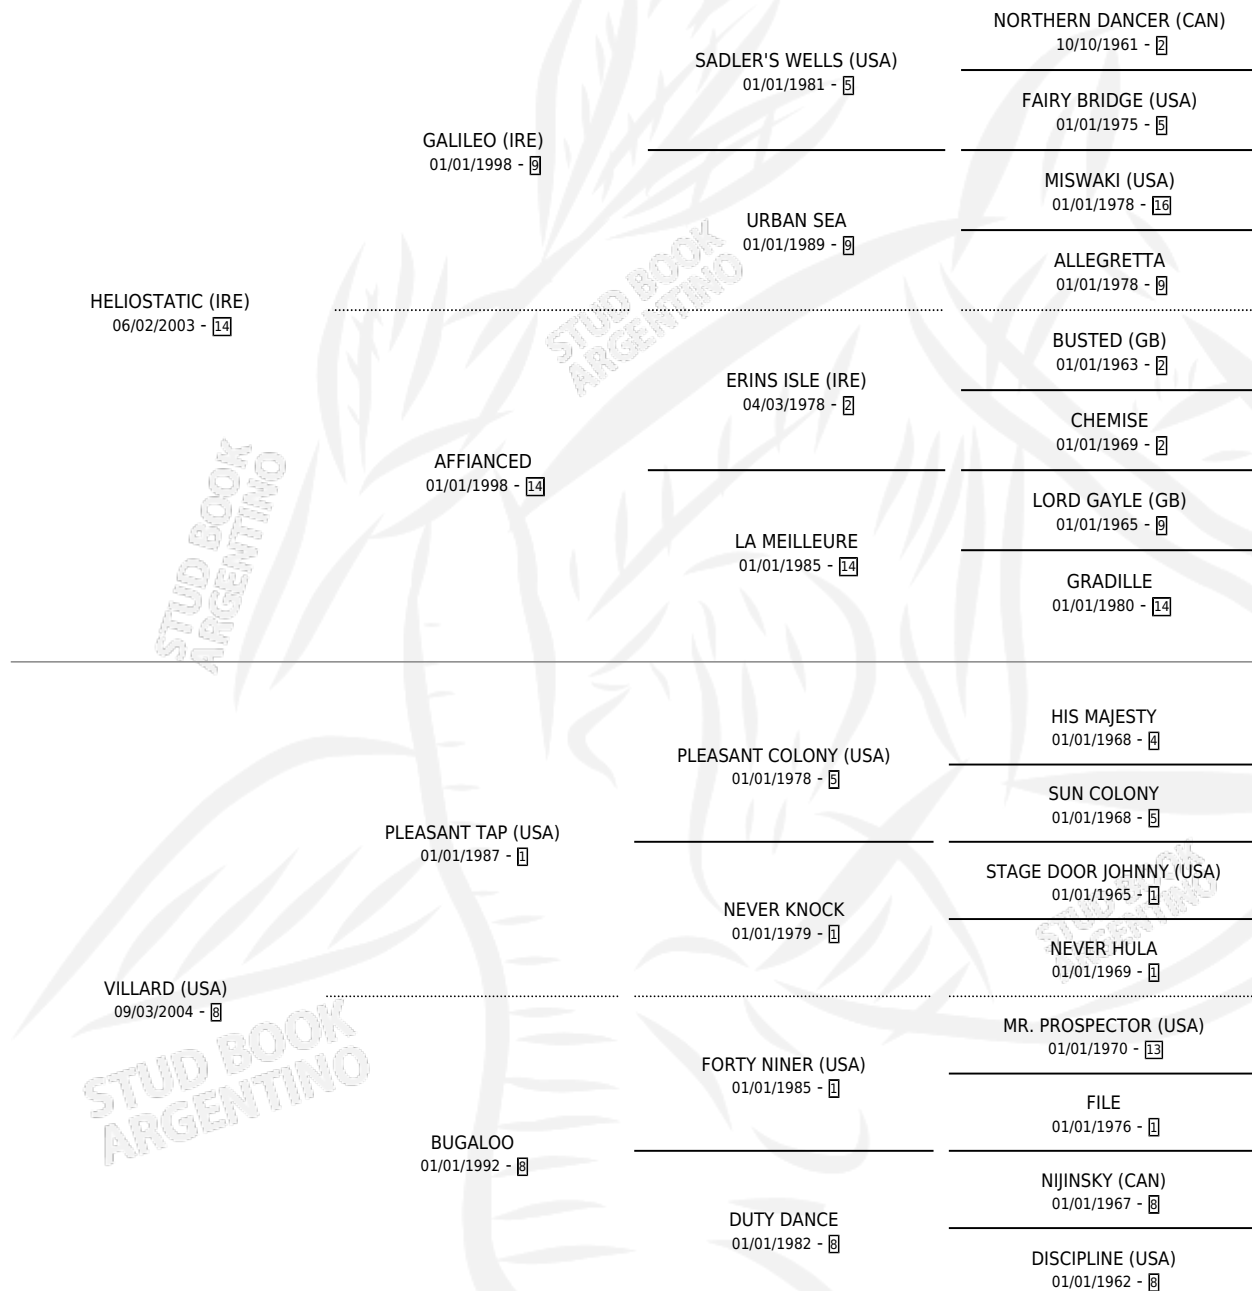 NORTHERN DANCER (CAN)
10/10/1961 - 2
SADLER'S WELLS (USA)
01/01/1981 - 5
FAIRY BRIDGE (USA)
01/01/1975 - 5
GALILEO (IRE)
01/01/1998 - 9
MISWAKI (USA)
01/01/1978 - 16
URBAN SEA
01/01/1989 - 9
ALLEGRETTA
01/01/1978 - 9
HELIOSTATIC (IRE)
06/02/2003 - 14
BUSTED (GB)
01/01/1963 - 2
ERINS ISLE (IRE)
04/03/1978 - 2
CHEMISE
01/01/1969 - 2
AFFIANCED
01/01/1998 - 14
LORD GAYLE (GB)
01/01/1965 - 9
LA MEILLEURE
01/01/1985 - 14
GRADILLE
01/01/1980 - 14
HIS MAJESTY
01/01/1968 - 4
PLEASANT COLONY (USA)
01/01/1978 - 5
SUN COLONY
01/01/1968 - 5
PLEASANT TAP (USA)
01/01/1987 - 1
STAGE DOOR JOHNNY (USA)
01/01/1965 - 1
NEVER KNOCK
01/01/1979 - 1
NEVER HULA
01/01/1969 - 1
VILLARD (USA)
09/03/2004 - 8
MR. PROSPECTOR (USA)
01/01/1970 - 13
FORTY NINER (USA)
01/01/1985 - 1
FILE
01/01/1976 - 1
BUGALOO
01/01/1992 - 8
NIJINSKY (CAN)
01/01/1967 - 8
DUTY DANCE
01/01/1982 - 8
DISCIPLINE (USA)
01/01/1962 - 8
STUD BOOK
ARGENTINO
STUD BOOK
ARGENTINO
STUD BOOK
ARGENTINO
STUD BOOK
ARGENTINO